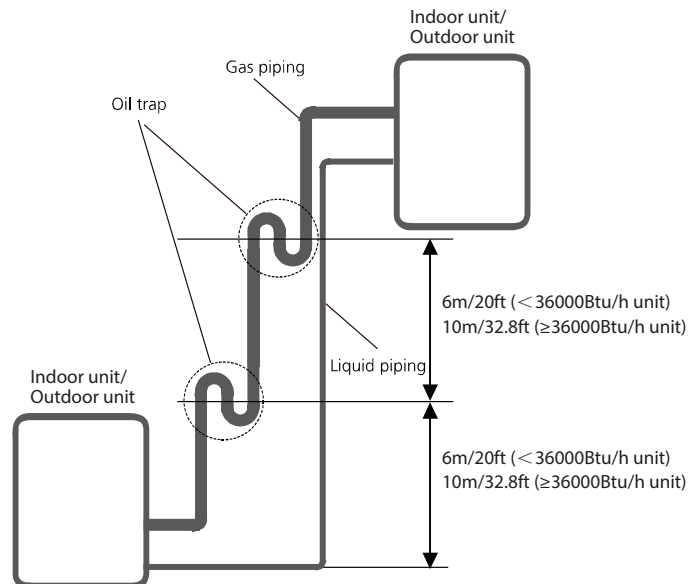 Indoor unit/
Outdoor unit
Gas piping
Oil trap
6m/20ft (<36000Btu/h unit)
10m/32.8ft (≥36000Btu/h unit)
Liquid piping
Indoor unit/
Outdoor unit
6m/20ft (<36000Btu/h unit)
10m/32.8ft (≥36000Btu/h unit)